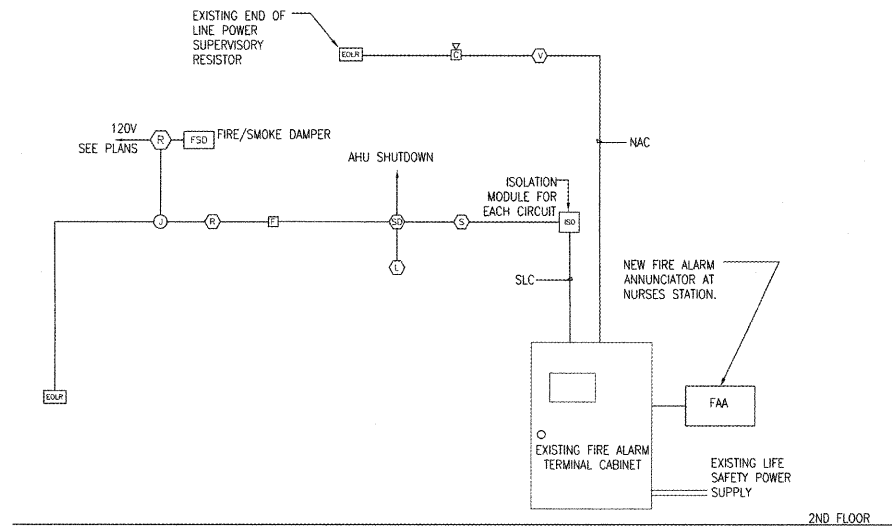 EXISTING END OF
LINE POWER
SUPERVISORY
RESISTOR
EOLR
G
V
120V
SEE PLANS
R
FSD
FIRE/SMOKE DAMPER
AHU SHUTDOWN
NAC
ISOLATION
MODULE FOR
EACH CIRCUIT
J
R
F
SD
S
ISO
L
SLC
NEW FIRE ALARM
ANNUNCIATOR AT
NURSES STATION.
EOLR
FAA
EXISTING FIRE ALARM
TERMINAL CABINET
EXISTING LIFE
SAFETY POWER
SUPPLY
2ND FLOOR